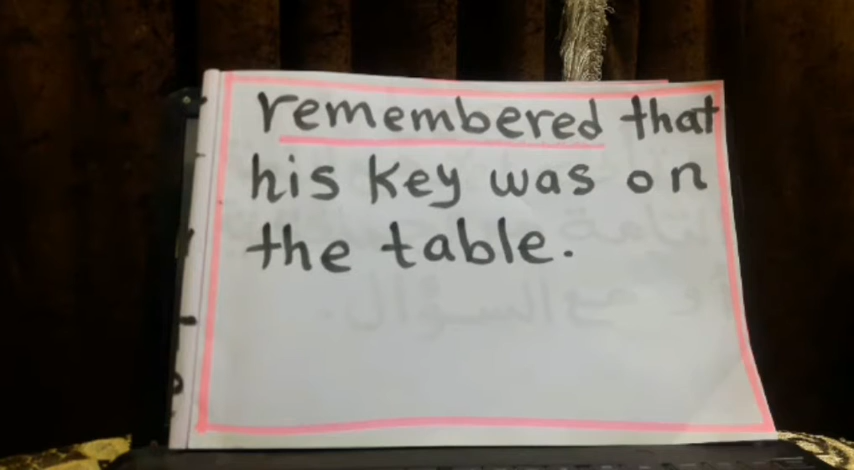 remembered that
his key was on
the table.